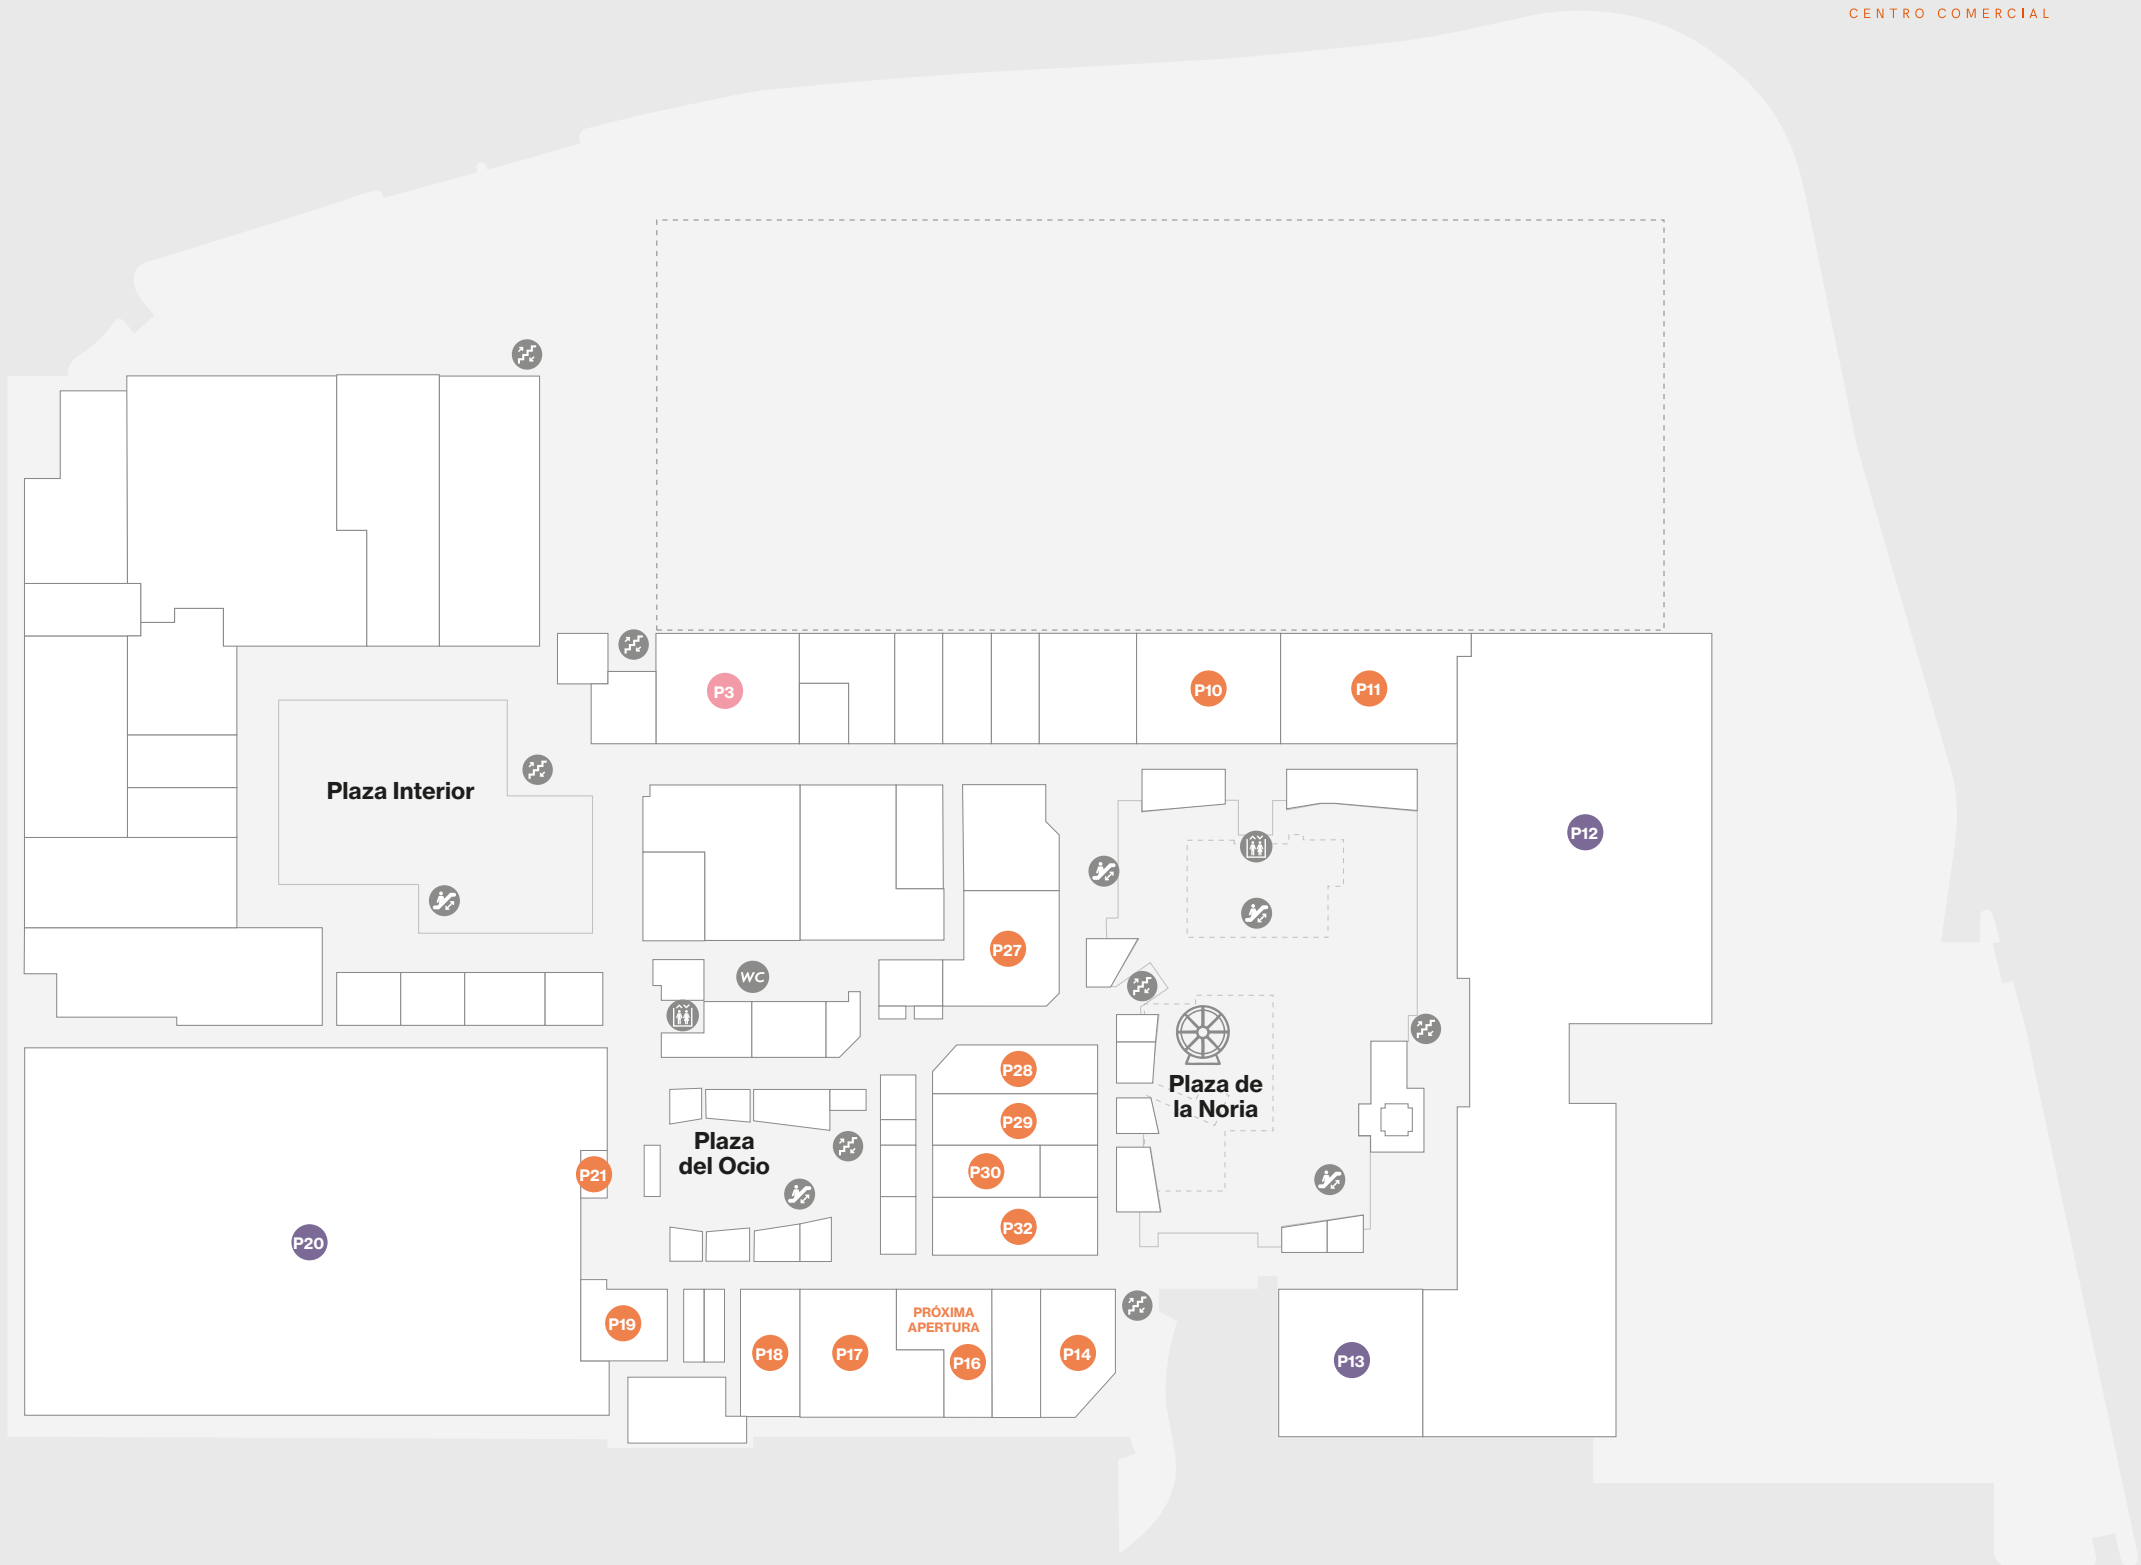 CENTRO COMERCIAL
P3
P10
P11
Plaza Interior
P12
P27
WC
P28
Plaza de
la Noria
P29
Plaza
del Ocio
P30
P21
P32
P20
PRÓXIMA
APERTURA
P19
P18
P17
P16
P14
P13